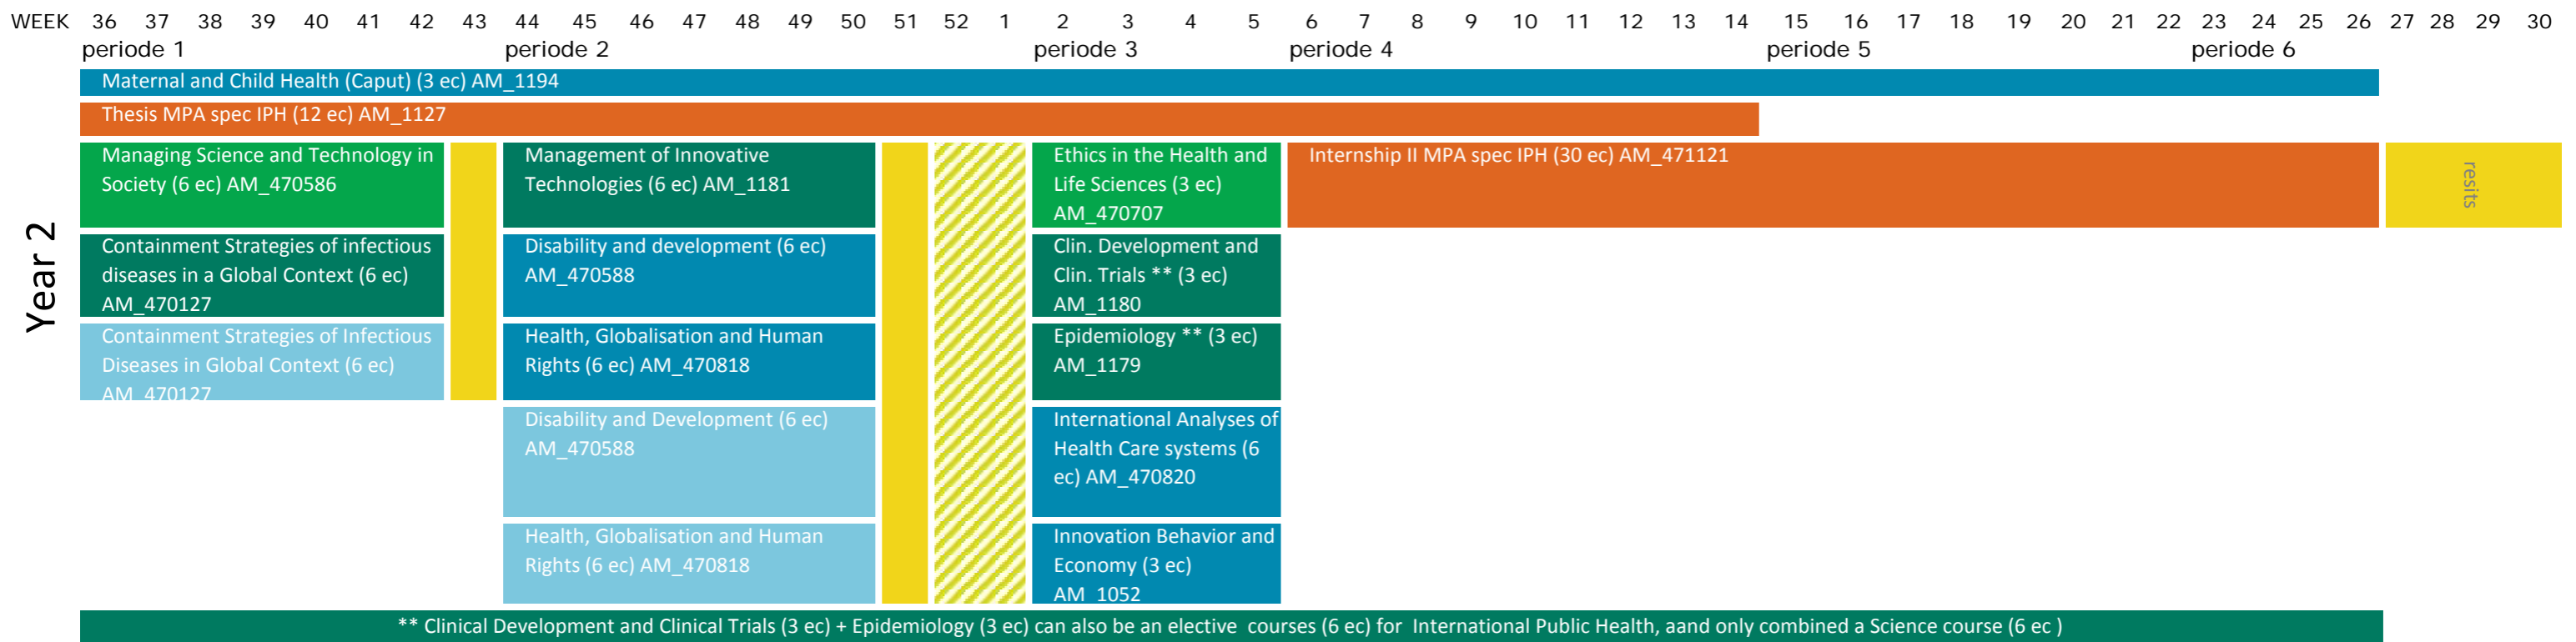 WEEK 36 37 38 39 40 41 42 43 44 45 46 47 48 49 50 51 52 1 2 3 4 5 6 7 8 9 10 11 12 13 14 15 16 17 18 19 20 21 22 23 24 25 26 27 28 29 30
periode 1 periode 2 periode 3 periode 4 periode 5 periode 6
Year 2
Maternal and Child Health (Caput) (3 ec) AM_1194
Thesis MPA spec IPH (12 ec) AM_1127
Managing Science and Technology in
Society (6 ec) AM_470586
Containment Strategies of infectious
diseases in a Global Context (6 ec)
AM_470127
Containment Strategies of Infectious
Diseases in Global Context (6 ec)
AM_470127
Management of Innovative
Technologies (6 ec) AM_1181
Disability and development (6 ec)
AM_470588
Health, Globalisation and Human
Rights (6 ec) AM_470818
Disability and Development (6 ec)
AM_470588
Health, Globalisation and Human
Rights (6 ec) AM_470818
Ethics in the Health and
Life Sciences (3 ec)
AM_470707
Clin. Development and
Clin. Trials ** (3 ec)
AM_1180
Epidemiology ** (3 ec)
AM_1179
International Analyses of
Health Care systems (6
ec) AM_470820
Innovation Behavior and
Economy (3 ec)
AM_1052
Internship II MPA spec IPH (30 ec) AM_471121
resits
** Clinical Development and Clinical Trials (3 ec) + Epidemiology (3 ec) can also be an elective courses (6 ec) for International Public Health, aand only combined a Science course (6 ec )